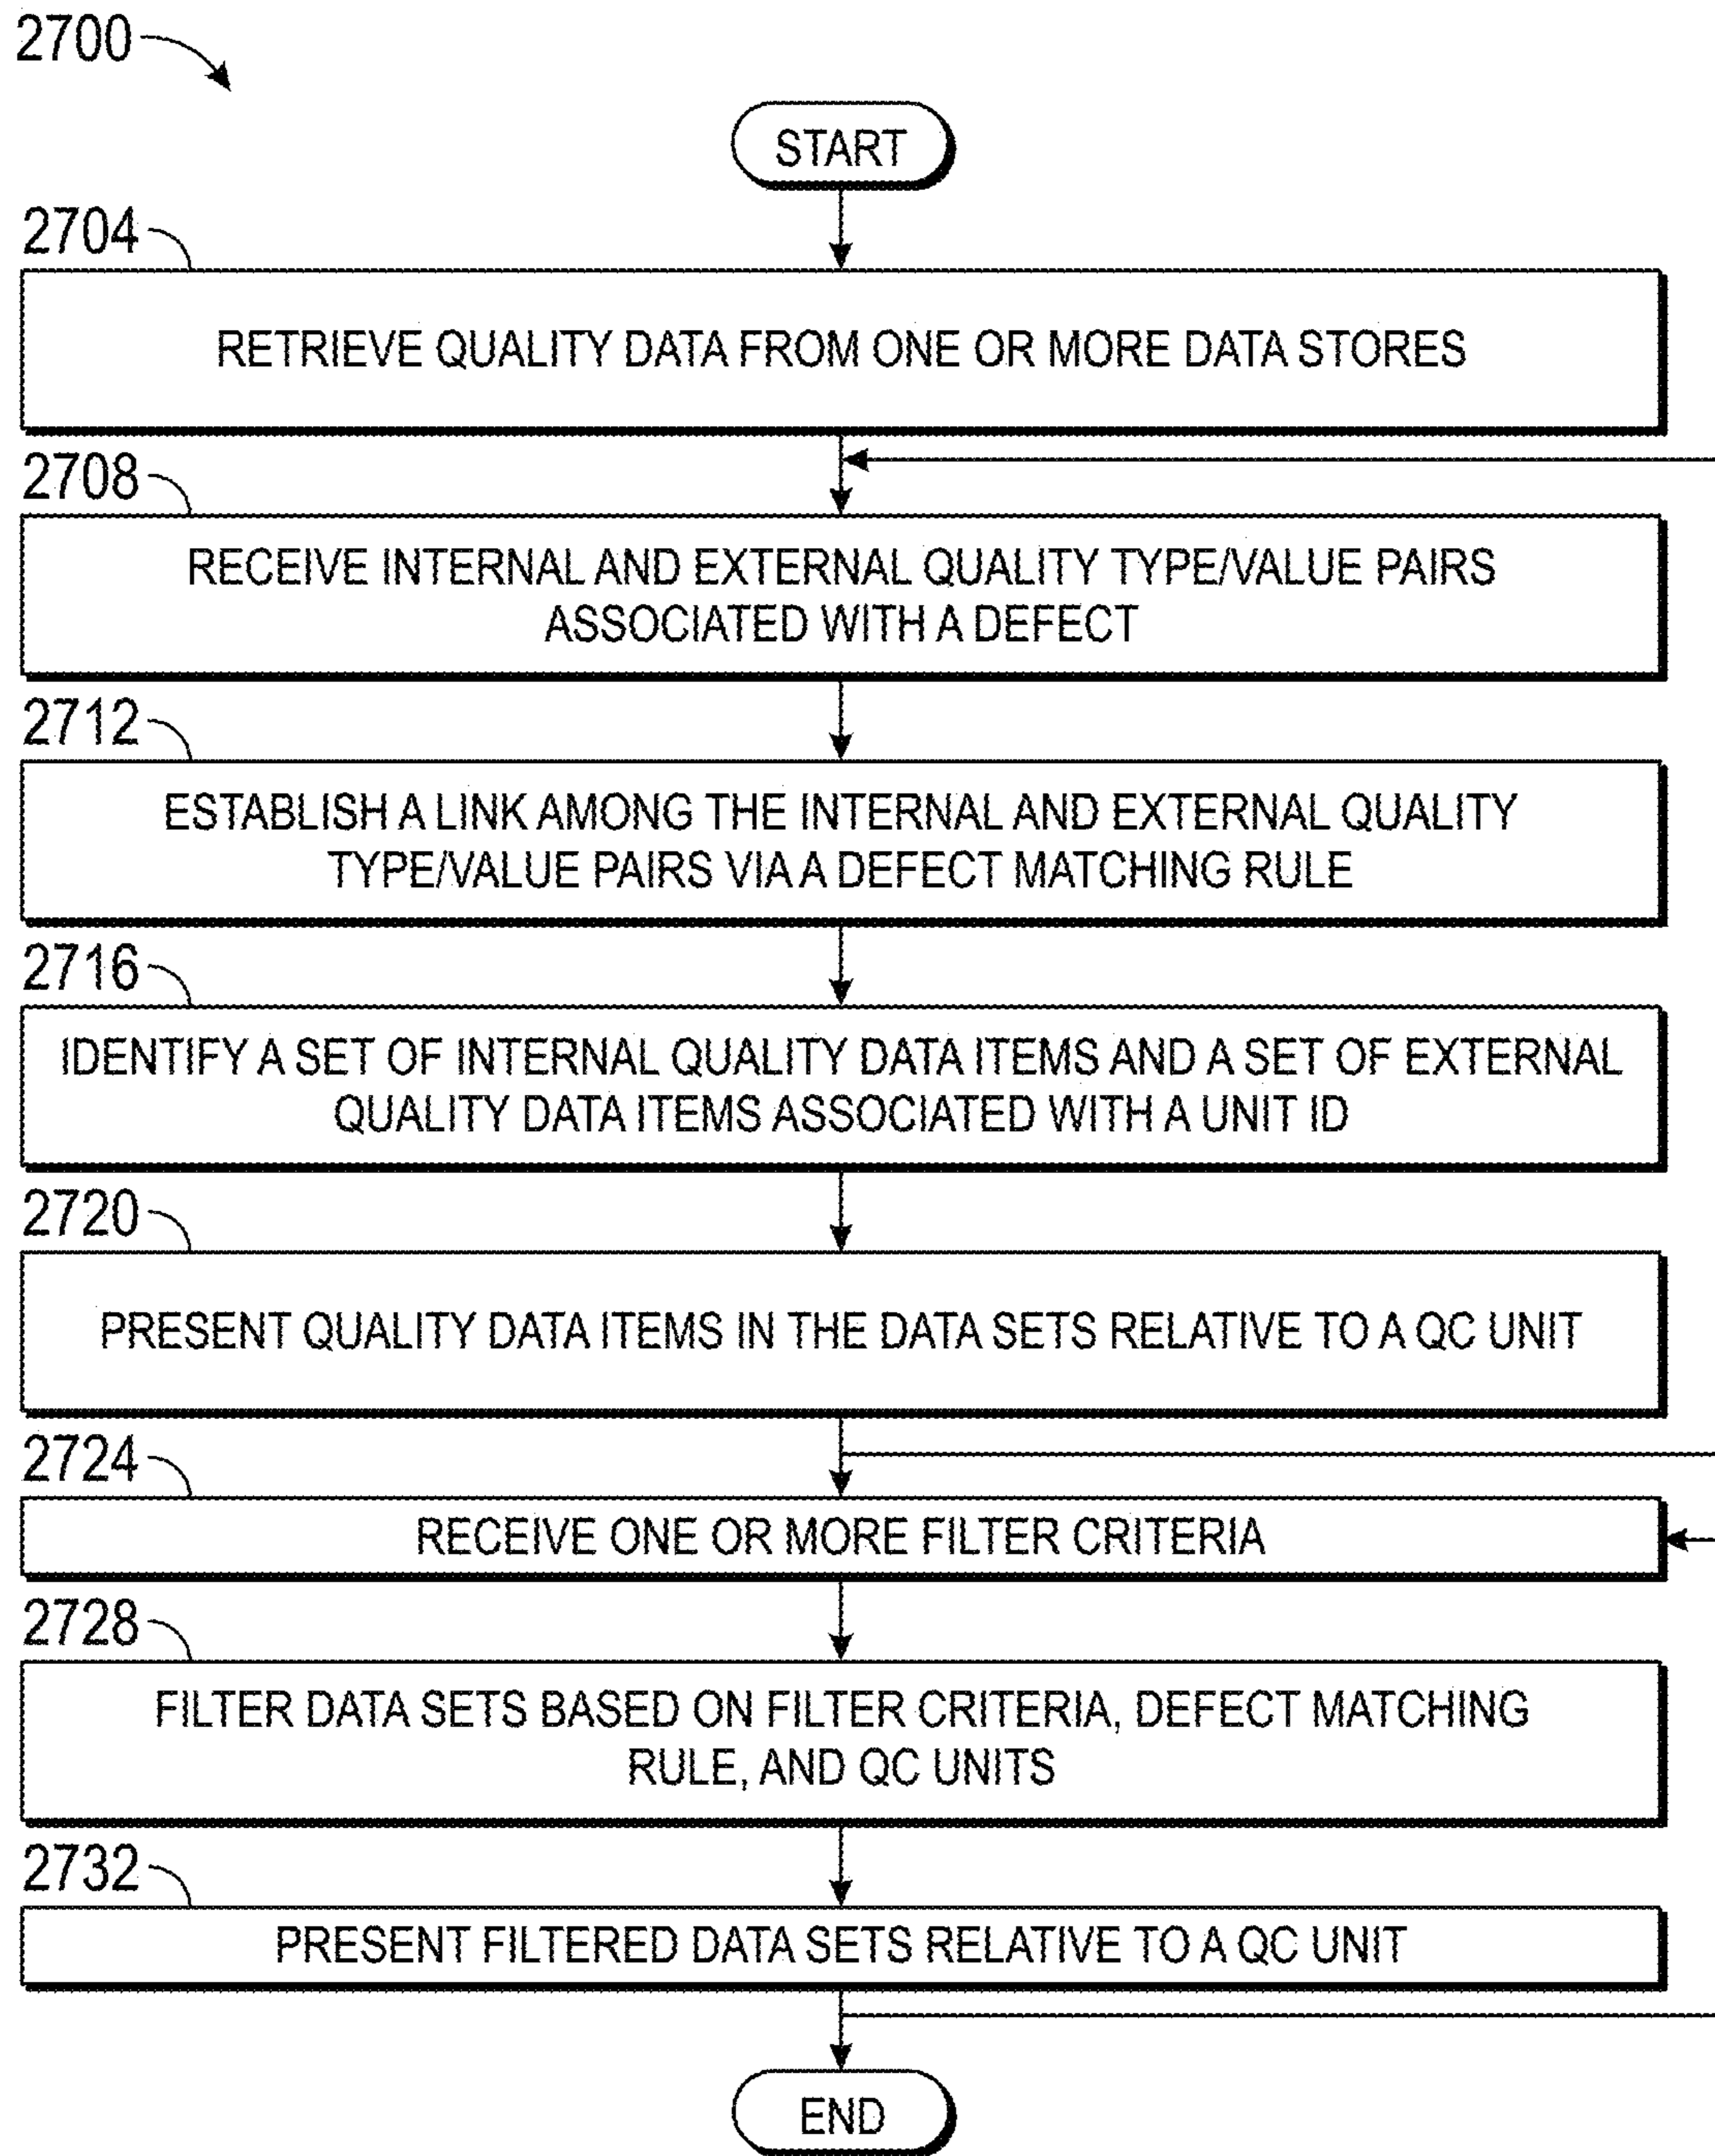 2700
START
2704
RETRIEVE QUALITY DATA FROM ONE OR MORE DATA STORES
2708
RECEIVE INTERNAL AND EXTERNAL QUALITY TYPE/VALUE PAIRS
ASSOCIATED WITH A DEFECT
2712
ESTABLISH A LINK AMONG THE INTERNAL AND EXTERNAL QUALITY
TYPE/VALUE PAIRS VIA A DEFECT MATCHING RULE
2716
IDENTIFY A SET OF INTERNAL QUALITY DATA ITEMS AND A SET OF EXTERNAL
QUALITY DATA ITEMS ASSOCIATED WITH A UNIT ID
2720
PRESENT QUALITY DATA ITEMS IN THE DATA SETS RELATIVE TO A QC UNIT
2724
RECEIVE ONE OR MORE FILTER CRITERIA
2728
FILTER DATA SETS BASED ON FILTER CRITERIA, DEFECT MATCHING
RULE, AND QC UNITS
2732
PRESENT FILTERED DATA SETS RELATIVE TO A QC UNIT
END